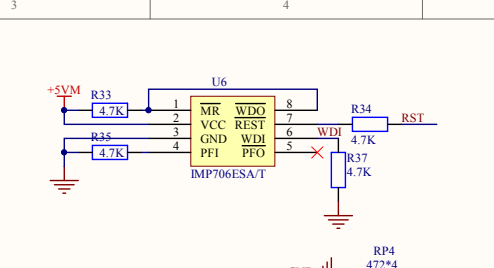 3
4
+5VM
R33
4.7K
R35
4.7K
U6
1
2
3
4
MR
VCC
GND
PFI
WDO
REST
WDI
PFO
8
7
6
5
IMP706ESA/T
WDI
R34
4.7K
RST
R37
4.7K
RP4
472*4